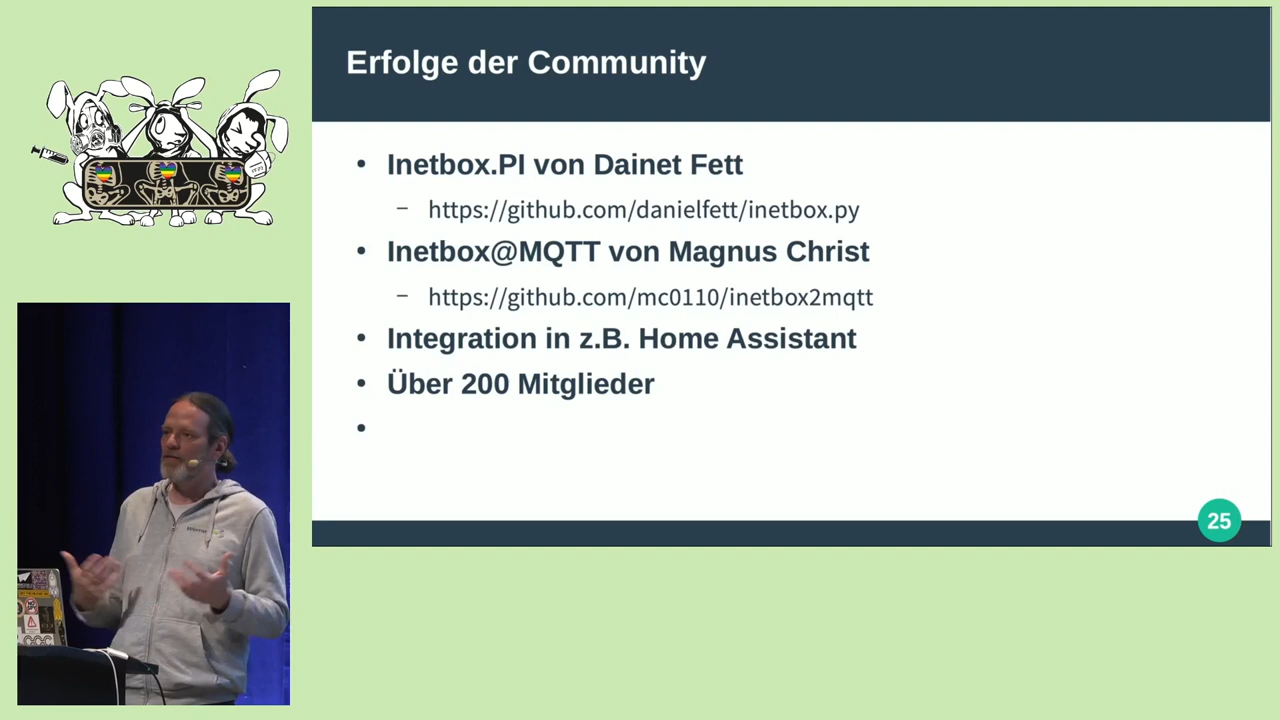 Erfolge der Community
• Inetbox.PI von Dainet Fett
– https://github.com/danielfett/inetbox.py
• Inetbox@MQTT von Magnus Christ
– https://github.com/mc0110/inetbox2mqtt
• Integration in z.B. Home Assistant
• Über 200 Mitglieder
•
25